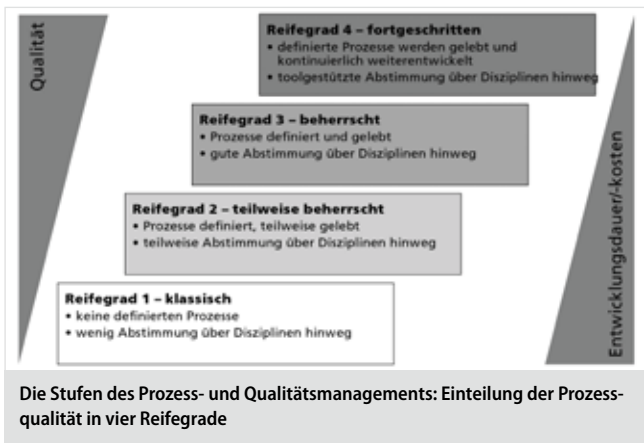 Qualität
Reifegrad 4 – fortgeschritten
• definierte Prozesse werden gelebt und
kontinuierlich weiterentwickelt
• toolgestützte Abstimmung über Disziplinen hinweg
Reifegrad 3 – beherrscht
• Prozesse definiert und gelebt
• gute Abstimmung über Disziplinen hinweg
Reifegrad 2 – teilweise beherrscht
• Prozesse definiert, teilweise gelebt
• teilweise Abstimmung über Disziplinen hinweg
Reifegrad 1 – klassisch
• keine definierten Prozesse
• wenig Abstimmung über Disziplinen hinweg
Entwicklungsdauer/-kosten
Die Stufen des Prozess- und Qualitätsmanagements: Einteilung der Prozess-
qualität in vier Reifegrade